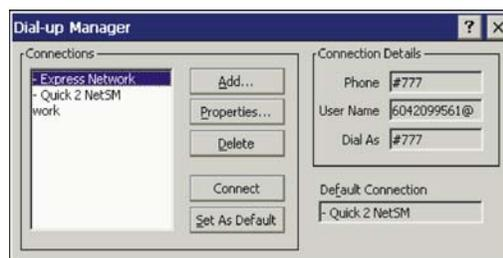 Dial-up Manager
? ×
Connections
- Express Network
- Quick 2 NetSM
work
Add...
Properties...
Delete
Connect
Set As Default
Connection Details
Phone #777
User Name 6042099561@
Dial As #777
Default Connection
- Quick 2 NetSM